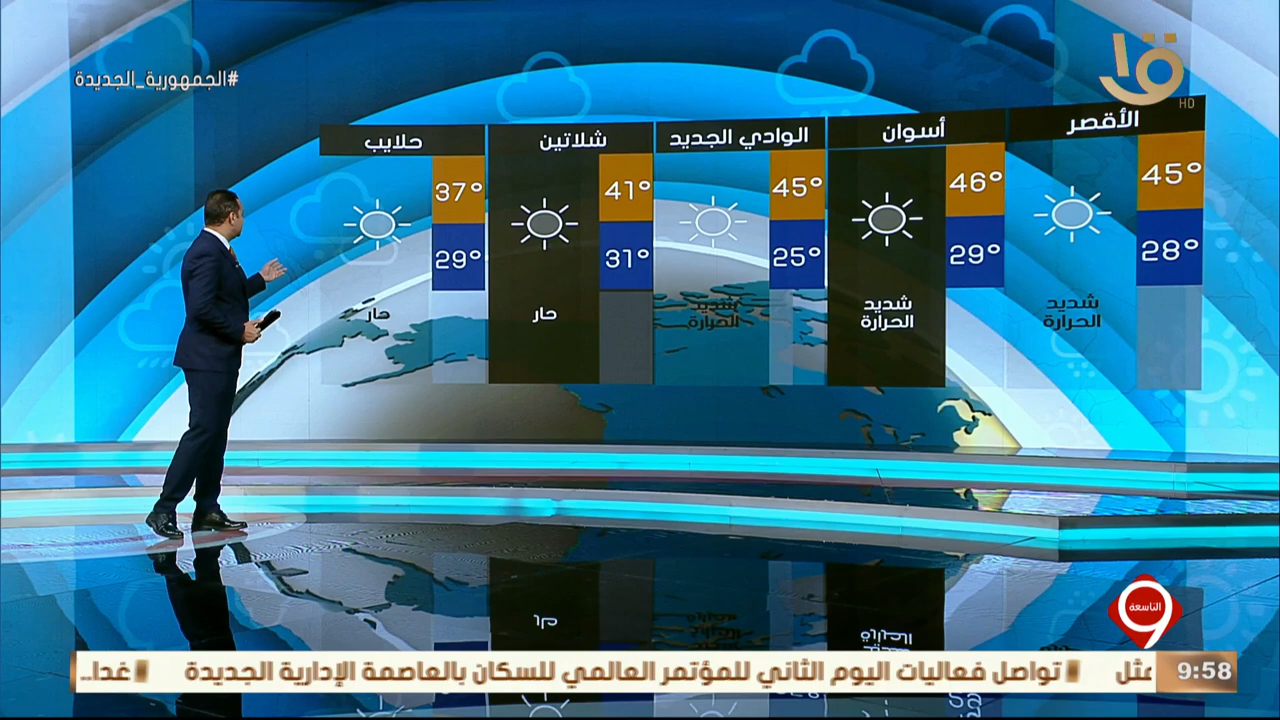 #الجمهورية_الجديدة
HD
الأقصر
45°
28°
شديد
الحرارة
أسوان
46°
29°
شديد
الحرارة
الوادي الجديد
45°
25°
شديد
الحرارة
شلاتين
41°
31°
حار
حلايب
37°
29°
حار
9
التاسعة
9:58
تواصل فعاليات اليوم الثاني للمؤتمر العالمي للسكان بالعاصمة الإدارية الجديدة
غدا..